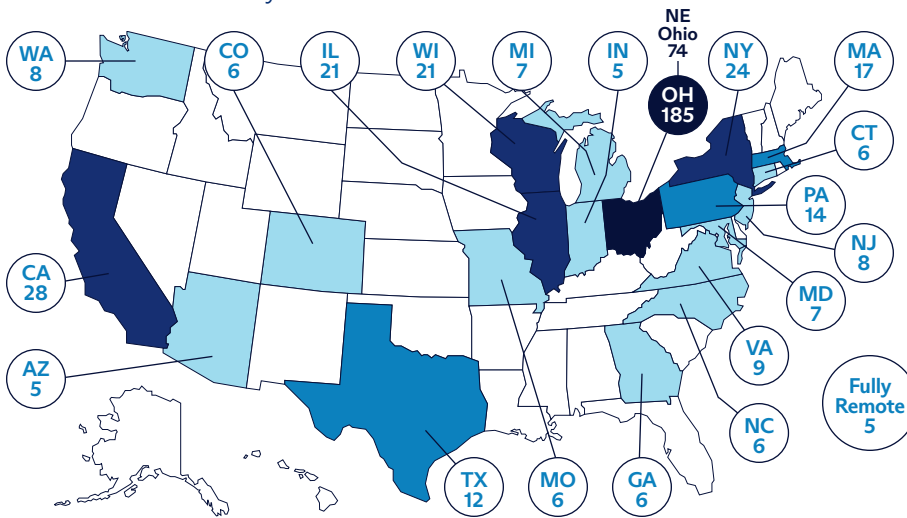 NE
Ohio
74
WA
8
CO
6
IL
21
WI
21
MI
7
IN
5
OH
185
NY
24
MA
17
CT
6
PA
14
NJ
8
MD
7
CA
28
AZ
5
VA
9
Fully
Remote
5
NC
6
TX
12
MO
6
GA
6